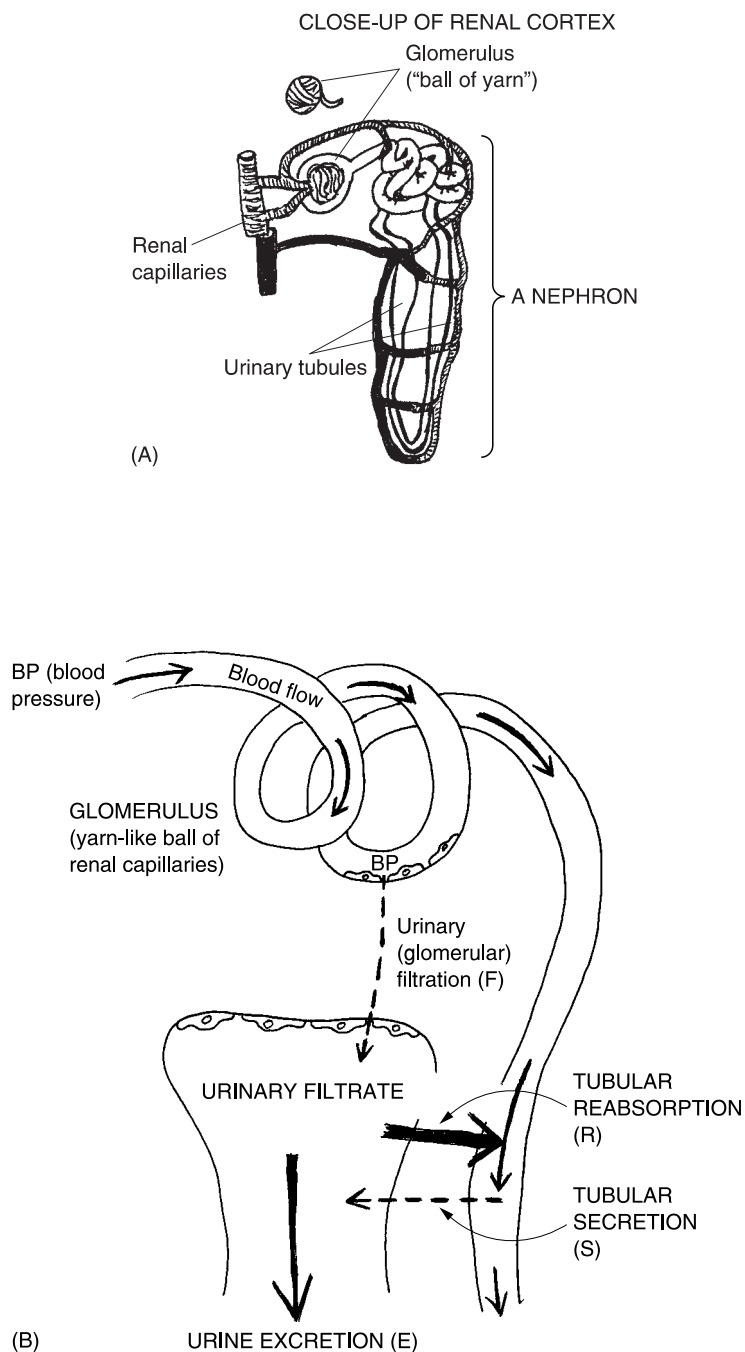 CLOSE-UP OF RENAL CORTEX
Glomerulus
(“ball of yarn”)
Renal
capillaries
A NEPHRON
Urinary tubules
(A)
BP (blood
pressure)
Blood flow
GLOMERULUS
(yarn-like ball of
renal capillaries)
BP
Urinary
(glomerular)
filtration (F)
URINARY FILTRATE
TUBULAR
REABSORPTION
(R)
TUBULAR
SECRETION
(S)
(B)
URINE EXCRETION (E)